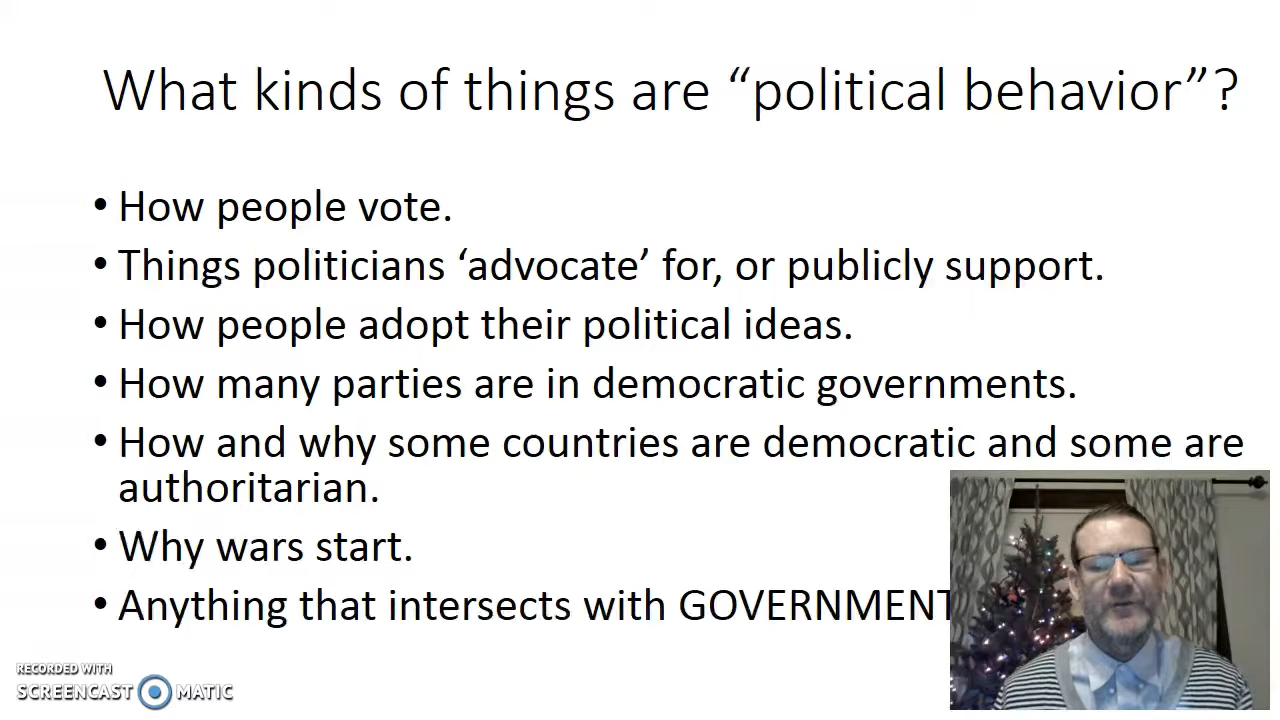 What kinds of things are “political behavior”?
• How people vote.
• Things politicians ‘advocate’ for, or publicly support.
• How people adopt their political ideas.
• How many parties are in democratic governments.
• How and why some countries are democratic and some are
authoritarian.
• Why wars start.
• Anything that intersects with GOVERNMENT
RECORDED WITH
SCREENCAST MATIC